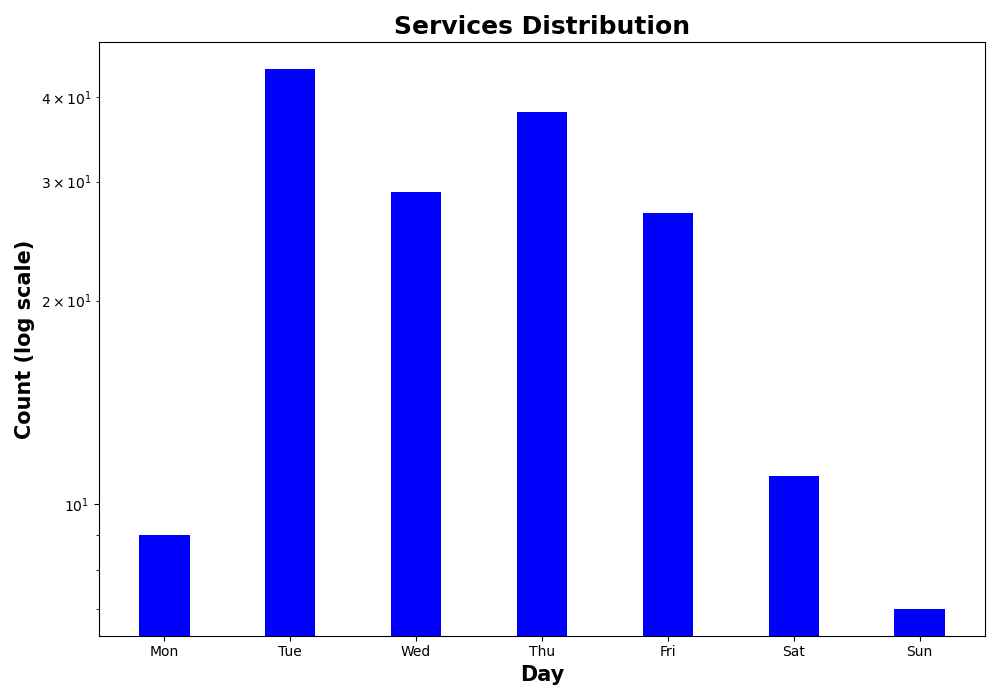 Services Distribution
Count (log scale)
4 × 10¹
3 × 10¹
2 × 10¹
10¹
Mon Tue Wed Thu Fri Sat Sun
Day